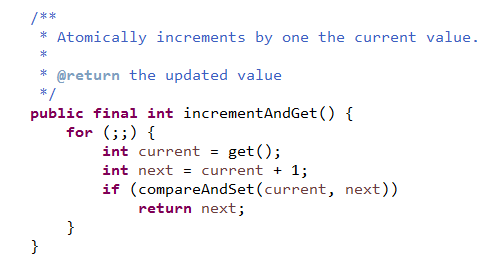 /**
 * Atomically increments by one the current value.
 *
 * @return the updated value
 */
public final int incrementAndGet() {
    for (;;) {
        int current = get();
        int next = current + 1;
        if (compareAndSet(current, next))
            return next;
    }
}